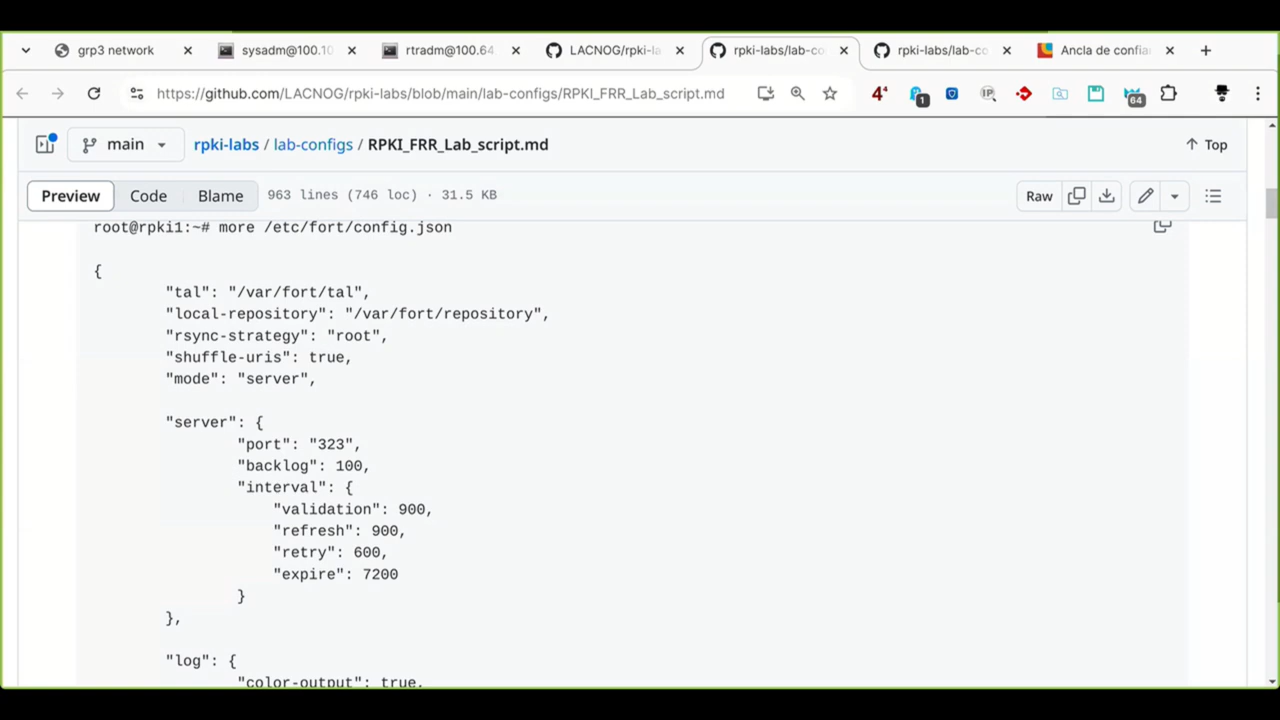 grp3 network
sysadm@100.10
rtradm@100.64
LACNOG/rpki-la
rpki-labs/lab-co
rpki-labs/lab-co
Ancla de confia
https://github.com/LACNOG/rpki-labs/blob/main/lab-configs/RPKI_FRR_Lab_script.md
4⁴
1
IP
64
main
rpki-labs / lab-configs / RPKI_FRR_Lab_script.md
Top
Preview
Code
Blame
963 lines (746 loc) · 31.5 KB
Raw
root@rpki1:~# more /etc/fort/config.json
{
"tal": "/var/fort/tal",
"local-repository": "/var/fort/repository",
"rsync-strategy": "root",
"shuffle-uris": true,
"mode": "server",
"server": {
"port": "323",
"backlog": 100,
"interval": {
"validation": 900,
"refresh": 900,
"retry": 600,
"expire": 7200
}
},
"log": {
"color-output": true,